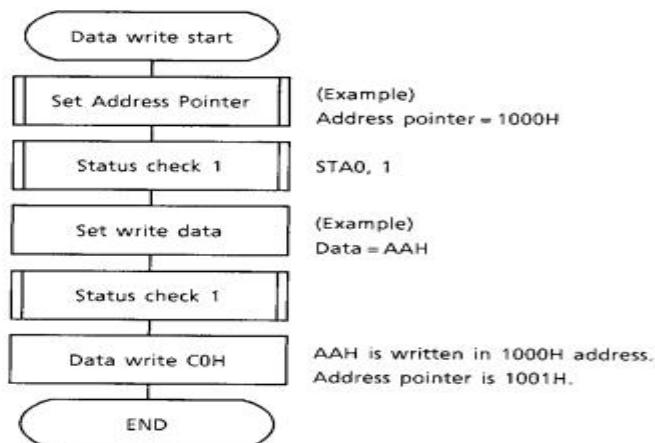 Data write start
Set Address Pointer
(Example)
Address pointer = 1000H
Status check 1
STA0, 1
Set write data
(Example)
Data = AAH
Status check 1
Data write C0H
AAH is written in 1000H address.
Address pointer is 1001H.
END